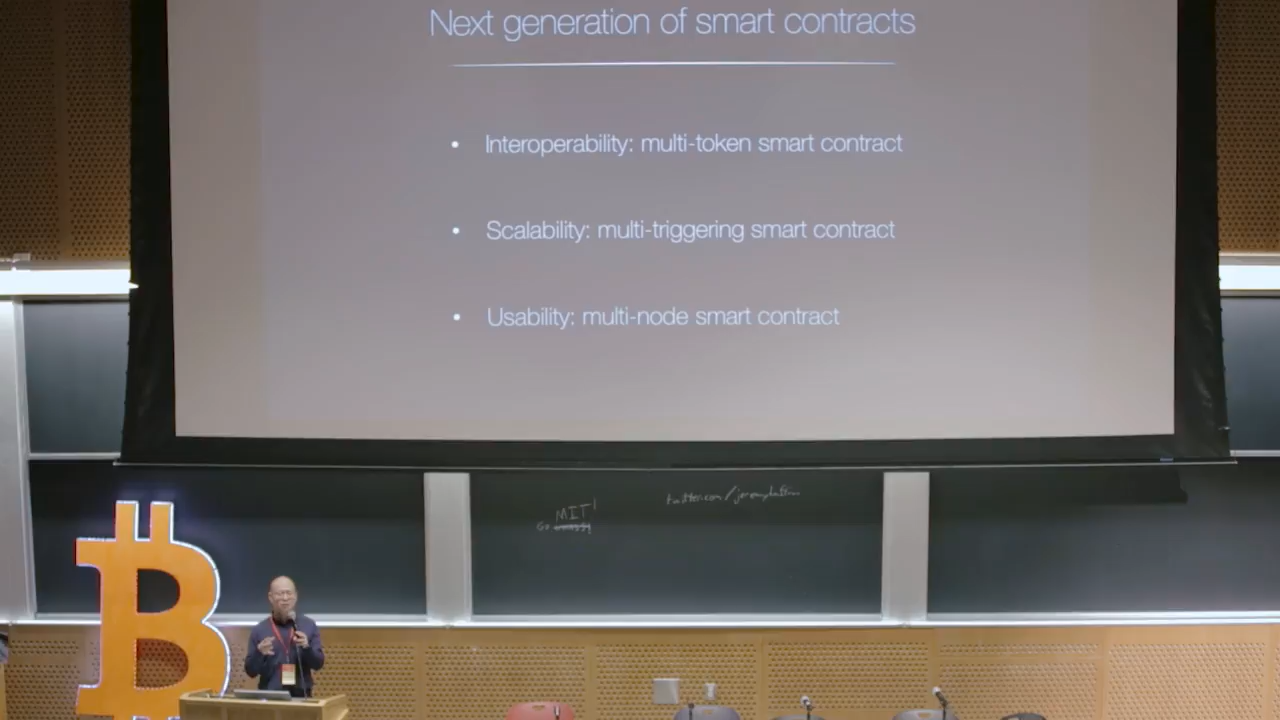 Next generation of smart contracts
• Interoperability: multi-token smart contract
• Scalability: multi-triggering smart contract
• Usability: multi-node smart contract
MIT!
Go